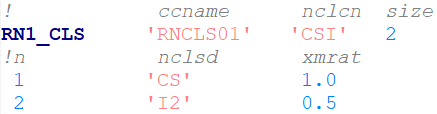 ! ccname nclcn size
RN1_CLS 'RNCLS01' 'CSI' 2
!n nclsd xmrat
1 'CS' 1.0
2 'I2' 0.5